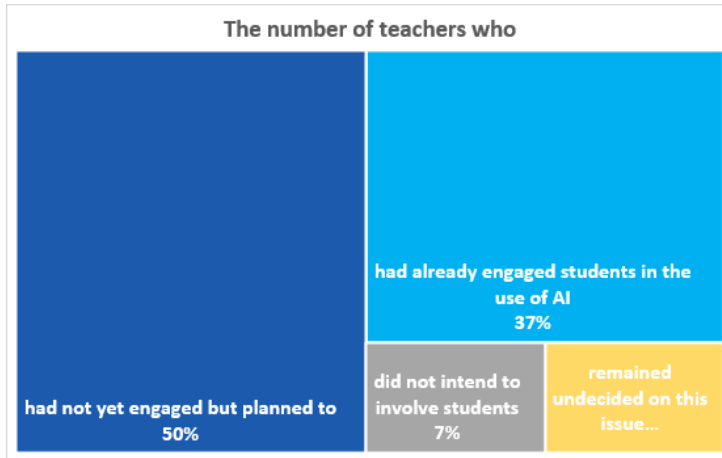 The number of teachers who
had not yet engaged but planned to
50%
had already engaged students in the
use of AI
37%
did not intend to
involve students
7%
remained
undecided on this
issue...